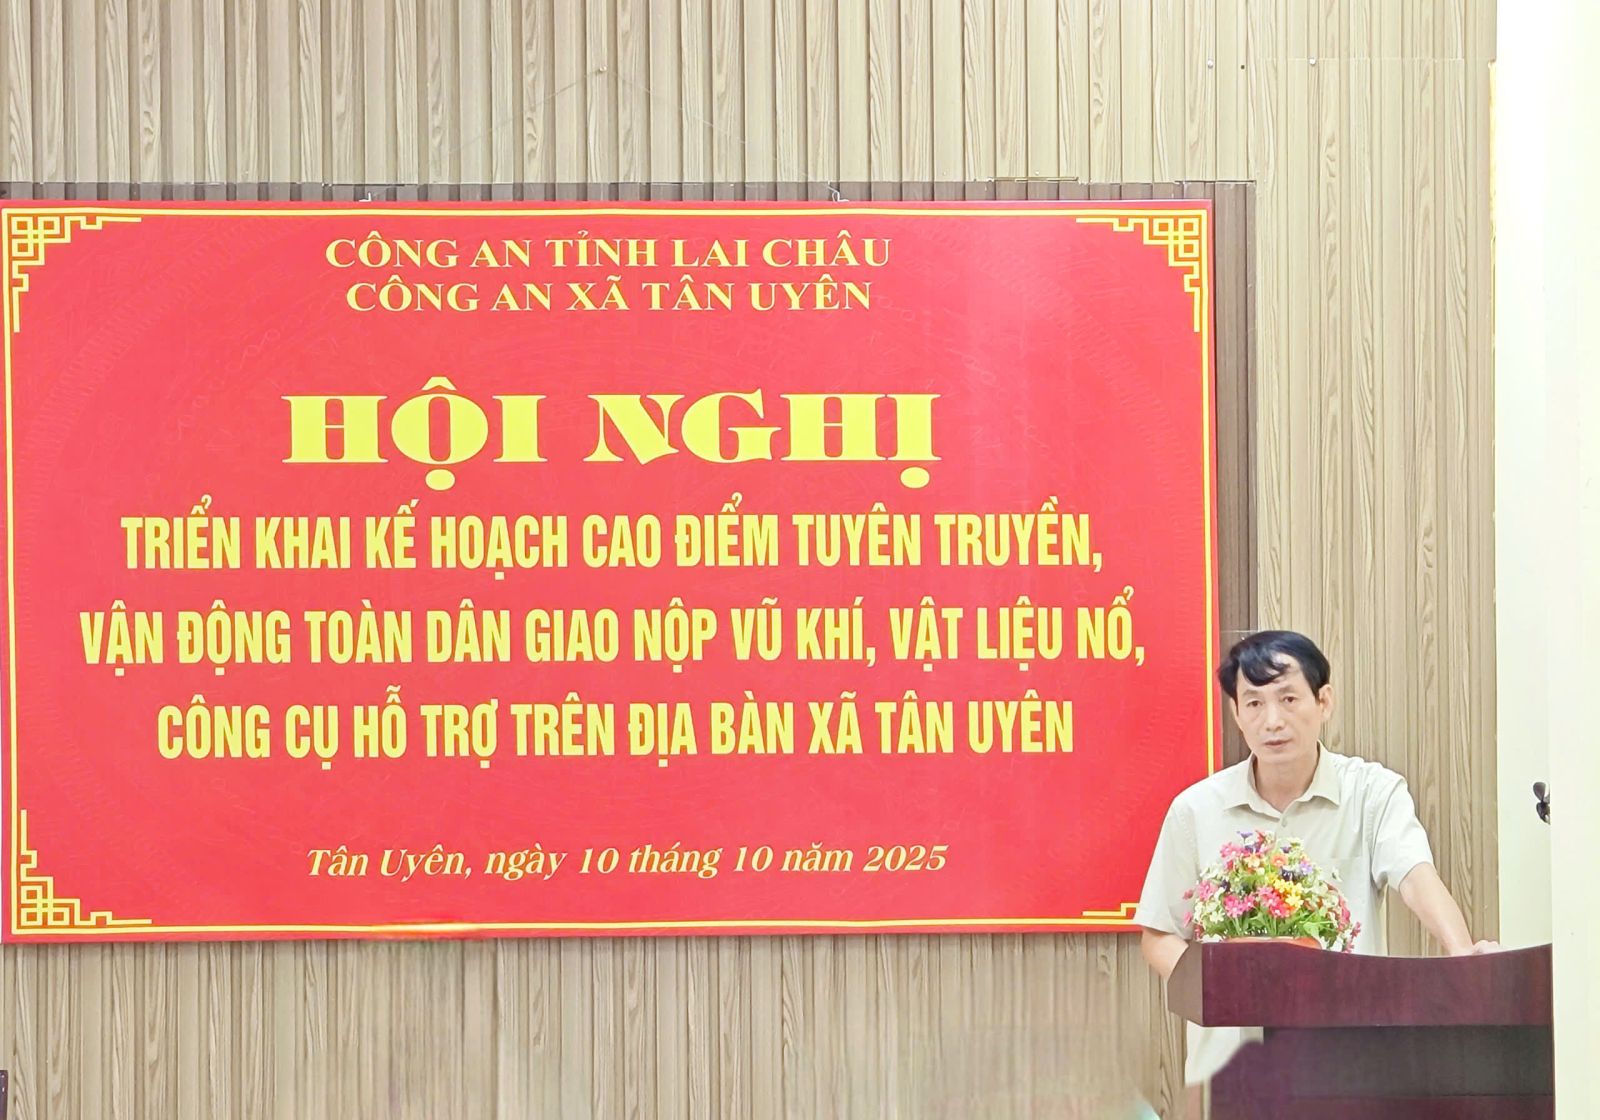 CÔNG AN TỈNH LAI CHÂU
CÔNG AN XÃ TÂN UYÊN
HỘI NGHỊ
TRIỂN KHAI KẾ HOẠCH CAO ĐIỂM TUYÊN TRUYỀN,
VẬN ĐỘNG TOÀN DÂN GIAO NỘP VŨ KHÍ, VẬT LIỆU NỔ,
CÔNG CỤ HỖ TRỢ TRÊN ĐỊA BÀN XÃ TÂN UYÊN
Tân Uyên, ngày 10 tháng 10 năm 2025